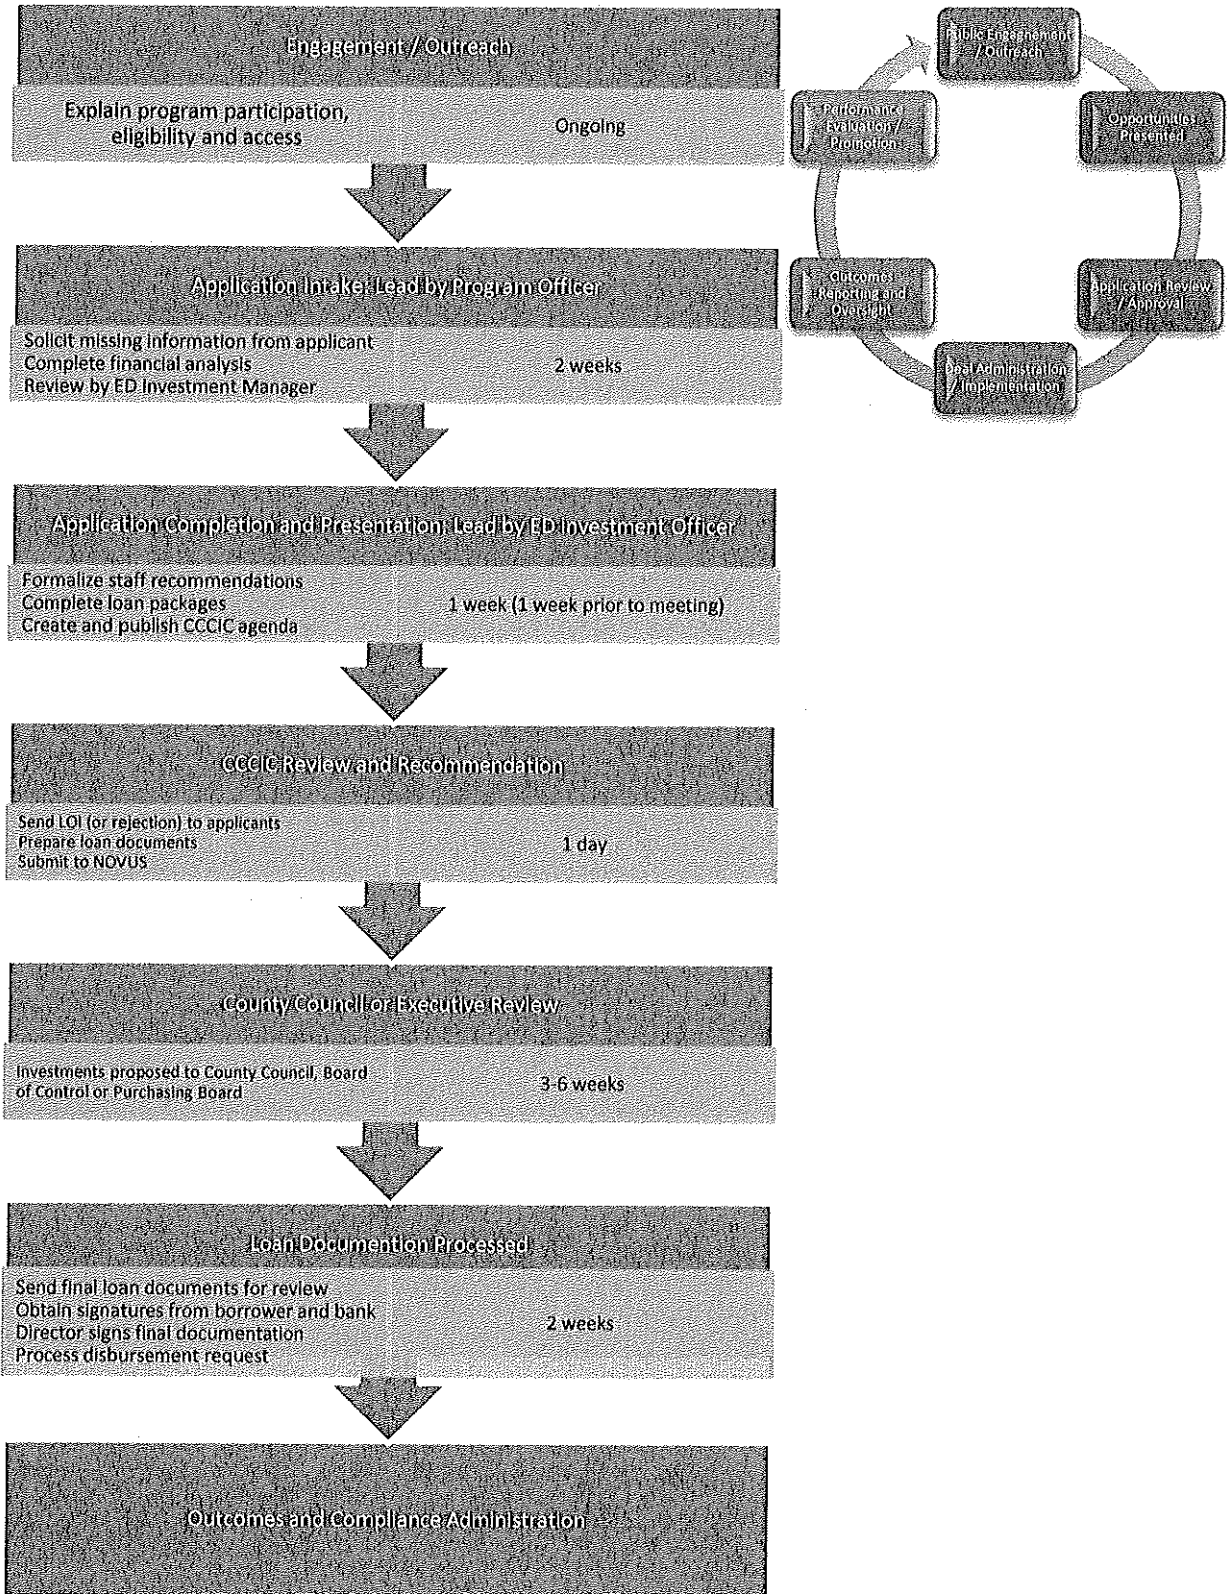 Engagement / Outreach
Explain program participation,
eligibility and access
Ongoing
Application Intake: Lead by Program Officer
Solicit missing information from applicant
Complete financial analysis
Review by ED Investment Manager
2 weeks
Application Completion and Presentation: Lead by ED Investment Officer
Formalize staff recommendations
Complete loan packages
Create and publish CCCIC agenda
1 week (1 week prior to meeting)
CCCIC Review and Recommendation
Send LOI (or rejection) to applicants
Prepare loan documents
Submit to NOVUS
1 day
County Council or Executive Review
Investments proposed to County Council, Board
of Control or Purchasing Board
3-6 weeks
Loan Documention Processed
Send final loan documents for review
Obtain signatures from borrower and bank
Director signs final documentation
Process disbursement request
2 weeks
Outcomes and Compliance Administration
Public Engagnement
/ Outreach
Opportunities
Presented
Application Review
/ Approval
Deal Administration
/ Implementation
Outcomes
Reporting and
Oversight
Performance
Evaluation /
Promotion